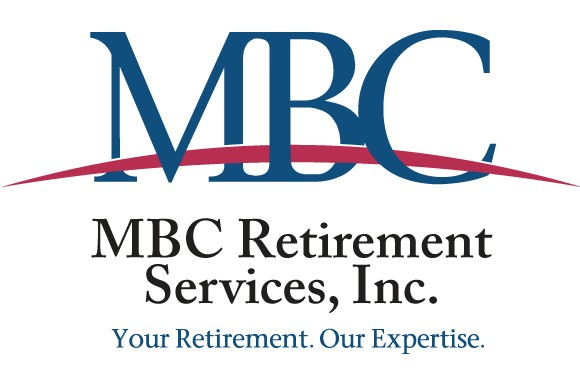 MBC
MBC Retirement
Services, Inc.
Your Retirement. Our Expertise.